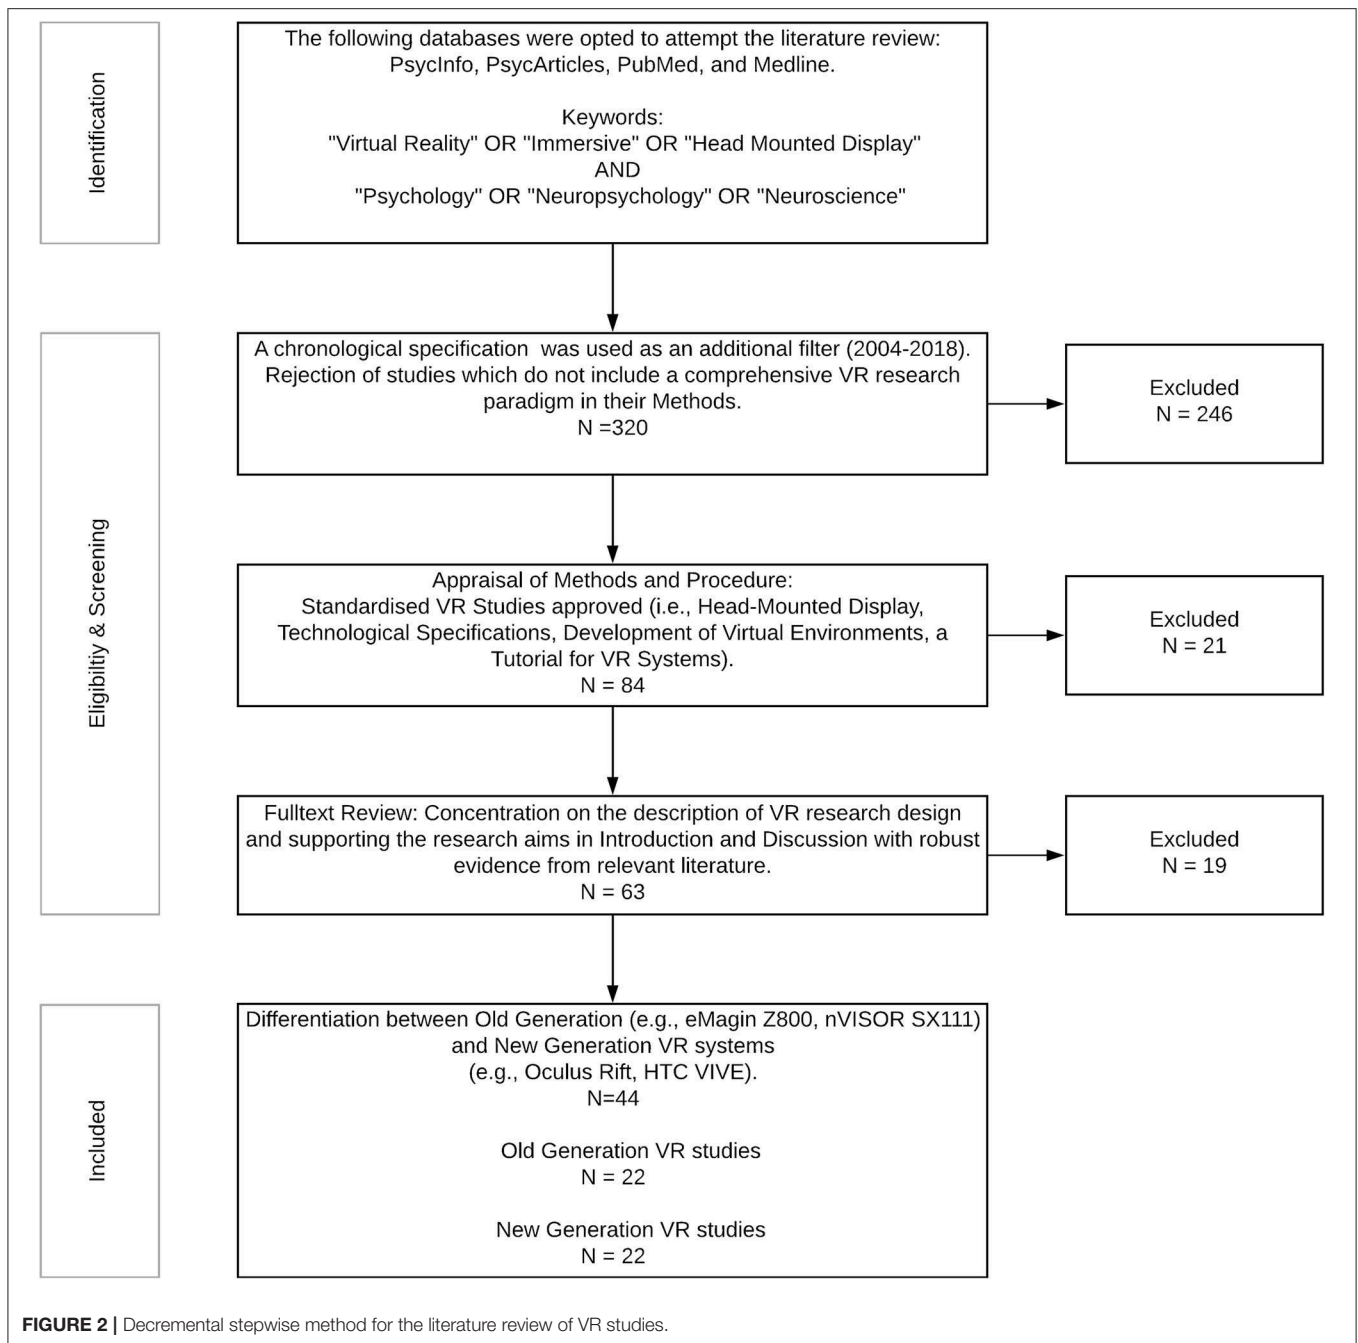 Identification
The following databases were opted to attempt the literature review:
PsycInfo, PsycArticles, PubMed, and Medline.
Keywords:
"Virtual Reality" OR "Immersive" OR "Head Mounted Display"
AND
"Psychology" OR "Neuropsychology" OR "Neuroscience"
Eligibiltiy & Screening
A chronological specification was used as an additional filter (2004-2018).
Rejection of studies which do not include a comprehensive VR research
paradigm in their Methods.
N =320
Excluded
N = 246
Appraisal of Methods and Procedure:
Standardised VR Studies approved (i.e., Head-Mounted Display,
Technological Specifications, Development of Virtual Environments, a
Tutorial for VR Systems).
N = 84
Excluded
N = 21
Fulltext Review: Concentration on the description of VR research design
and supporting the research aims in Introduction and Discussion with robust
evidence from relevant literature.
N = 63
Excluded
N = 19
Included
Differentiation between Old Generation (e.g., eMagin Z800, nVISOR SX111)
and New Generation VR systems
(e.g., Oculus Rift, HTC VIVE).
N=44
Old Generation VR studies
N = 22
New Generation VR studies
N = 22
FIGURE 2 | Decremental stepwise method for the literature review of VR studies.